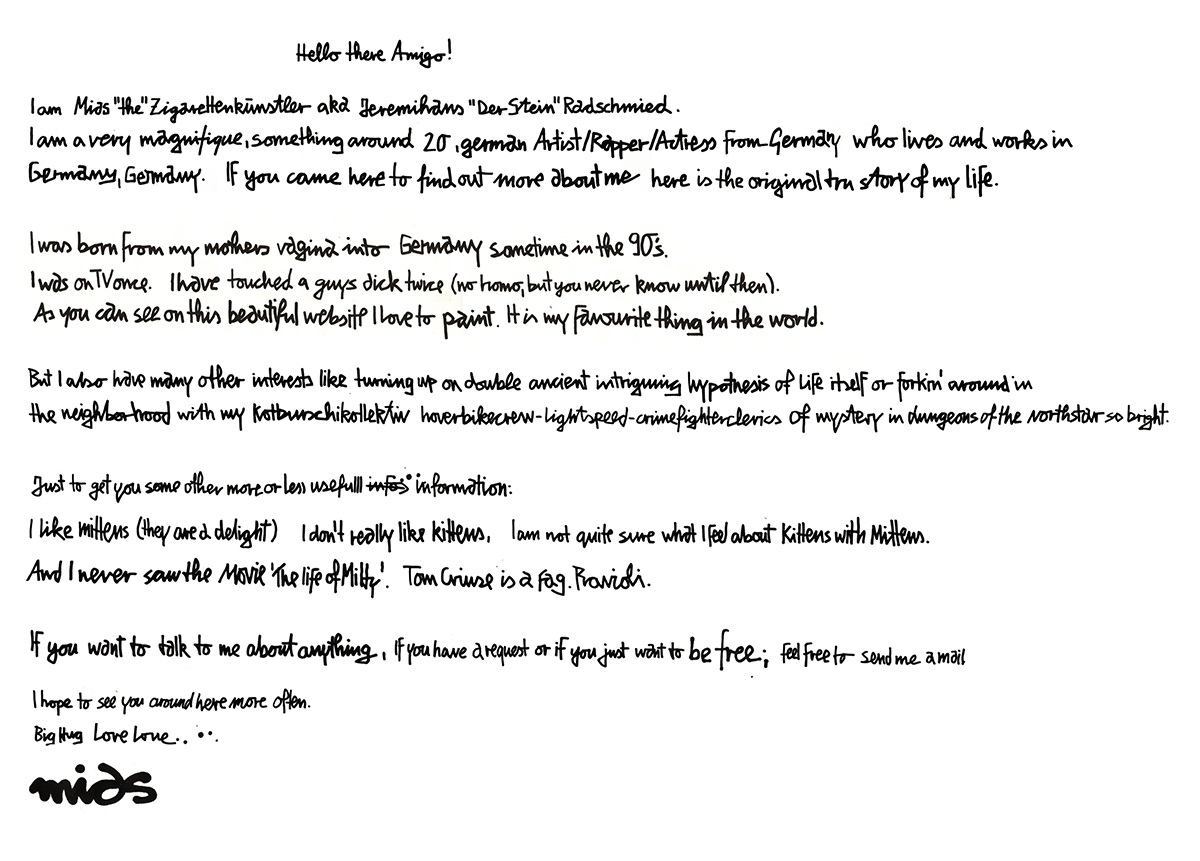 Hello there Amigo!
I am Mias "the" Zigarettenkünstler aka Jeremihans "Der Stein" Radschmied.
I am a very magnifique, something around 20, german Artist/Rapper/Actress from Germany who lives and works in
Germany, Germany. If you came here to find out more about me here is the original tru story of my life.
I was born from my mothers vagina into Germany sometime in the 90's.
I was on TV once. I have touched a guys dick twice (no homo, but you never know until then).
As you can see on this beautiful website I love to paint. It is my favourite thing in the world.
But I also have many other interests like turning up on double ancient intriguing hypothesis of life itself or forkin' around in
the neighborhood with my Kotburschikollektiv hoverbikecrew-lightspeed-crimefighterclerics of mystery in dungeons of the northstar so bright.
Just to get you some other more or less usefull infos information:
I like mittens (they are a delight) I don't really like kittens, I am not quite sure what I feel about Kittens with Mittens.
And I never saw the Movie 'The life of Milfy'. Tom Criuse is a fag. Ravioli.
If you want to talk to me about anything, if you have a request or if you just want to be free; feel free to send me a mail
I hope to see you around here more often.
Big Hug Love Love.. ..
mias